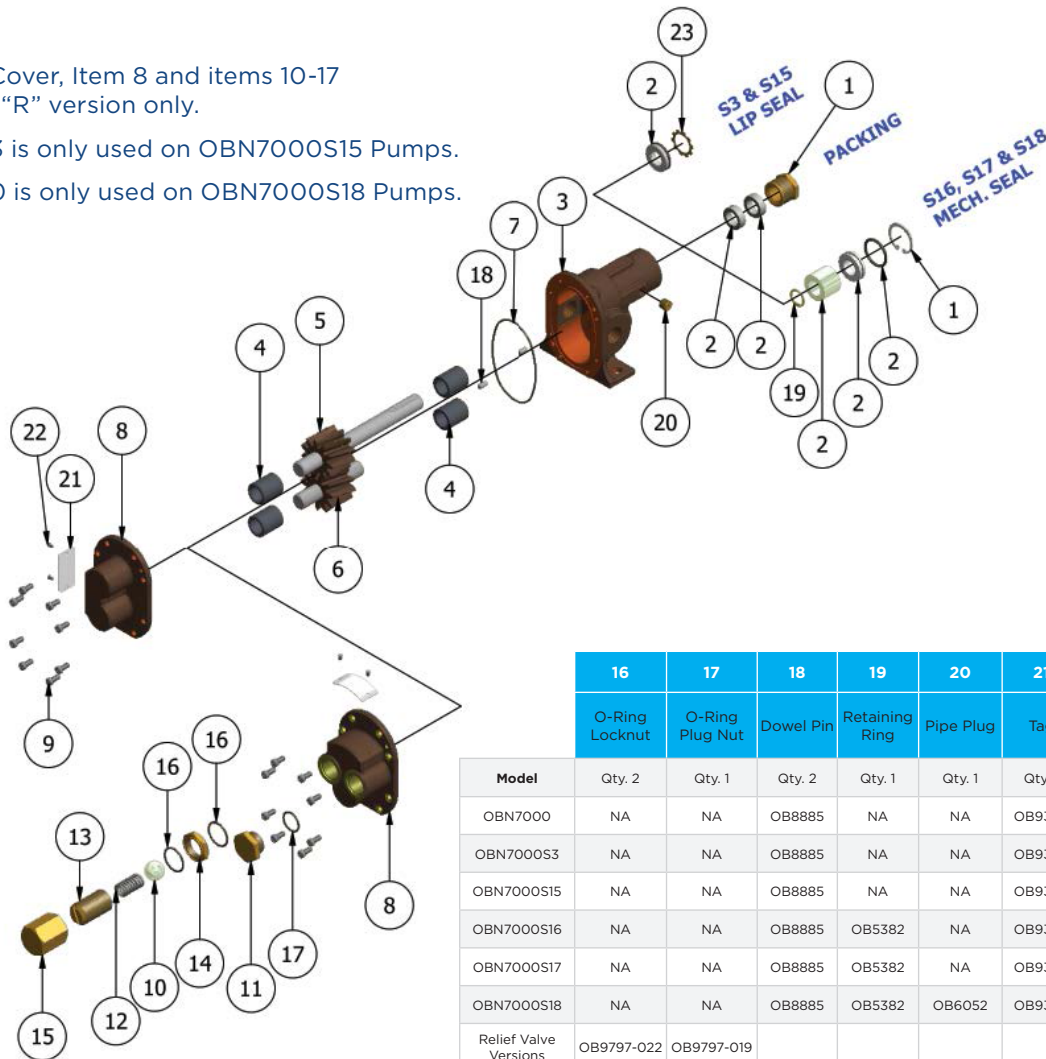 Cover, Item 8 and items 10-17
"R" version only.
is only used on OBN7000S15 Pumps.
is only used on OBN7000S18 Pumps.
23
2
S3 & S15
LIP SEAL
1
PACKING
S16, S17 & S18
MECH. SEAL
3
7
18
5
4
2
2
1
2
19
2
2
20
4
22
8
21
6
9
16
16
13
8
17
14
11
10
12
15
16 17 18 19 20
O-Ring Locknut O-Ring Plug Nut Dowel Pin Retaining Ring Pipe Plug
Model Qty. 2 Qty. 1 Qty. 2 Qty. 1 Qty. 1
OBN7000 NA NA OB8885 NA NA
OBN7000S3 NA NA OB8885 NA NA
OBN7000S15 NA NA OB8885 NA NA
OBN7000S16 NA NA OB8885 OB5382 NA
OBN7000S17 NA NA OB8885 OB5382 NA
OBN7000S18 NA NA OB8885 OB5382 OB6052
Relief Valve Versions OB9797-022 OB9797-019